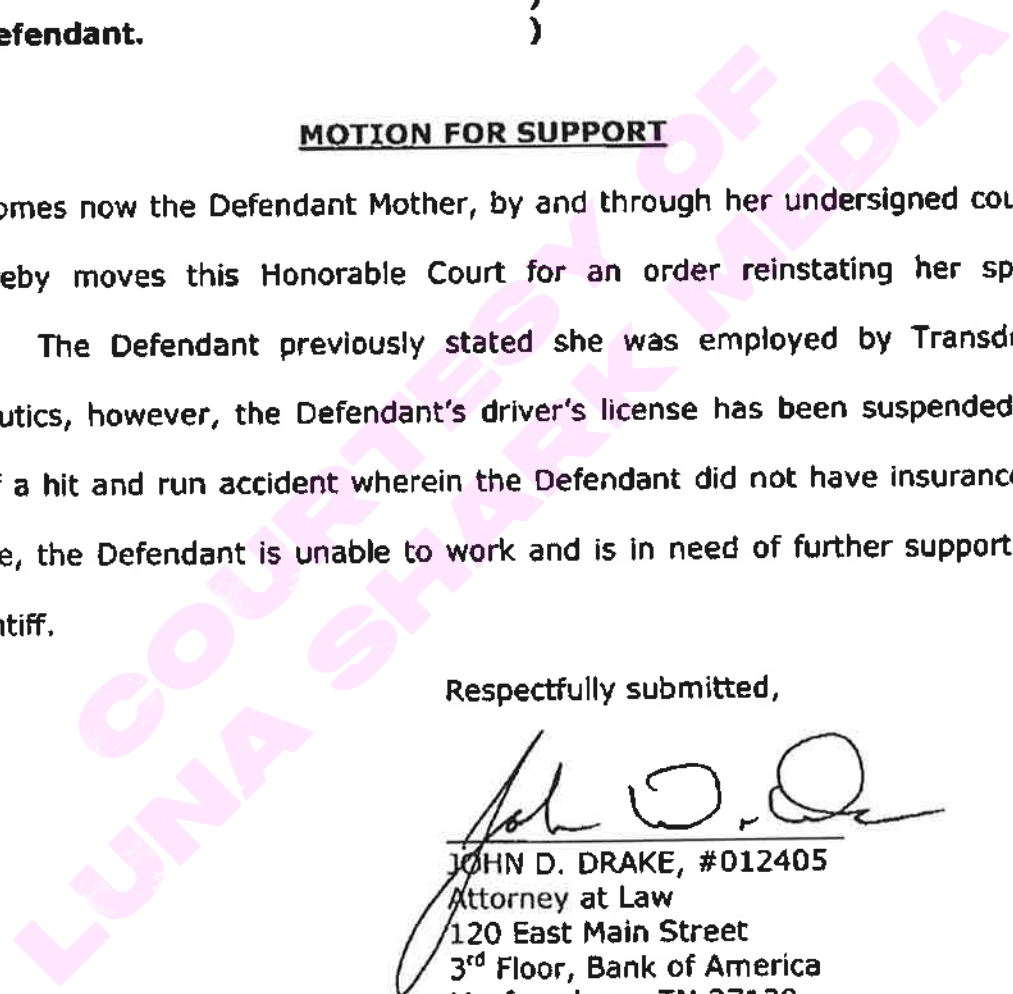 efendant. )
MOTION FOR SUPPORT
omes now the Defendant Mother, by and through her undersigned cou
eby moves this Honorable Court for an order reinstating her sp
The Defendant previously stated she was employed by Transd
utics, however, the Defendant's driver's license has been suspended
f a hit and run accident wherein the Defendant did not have insuranc
e, the Defendant is unable to work and is in need of further support
tiff.
Respectfully submitted,
JOHN D. DRAKE, #012405
Attorney at Law
120 East Main Street
3rd Floor, Bank of America
COURTESY OF
LUNA SHARK MEDIA